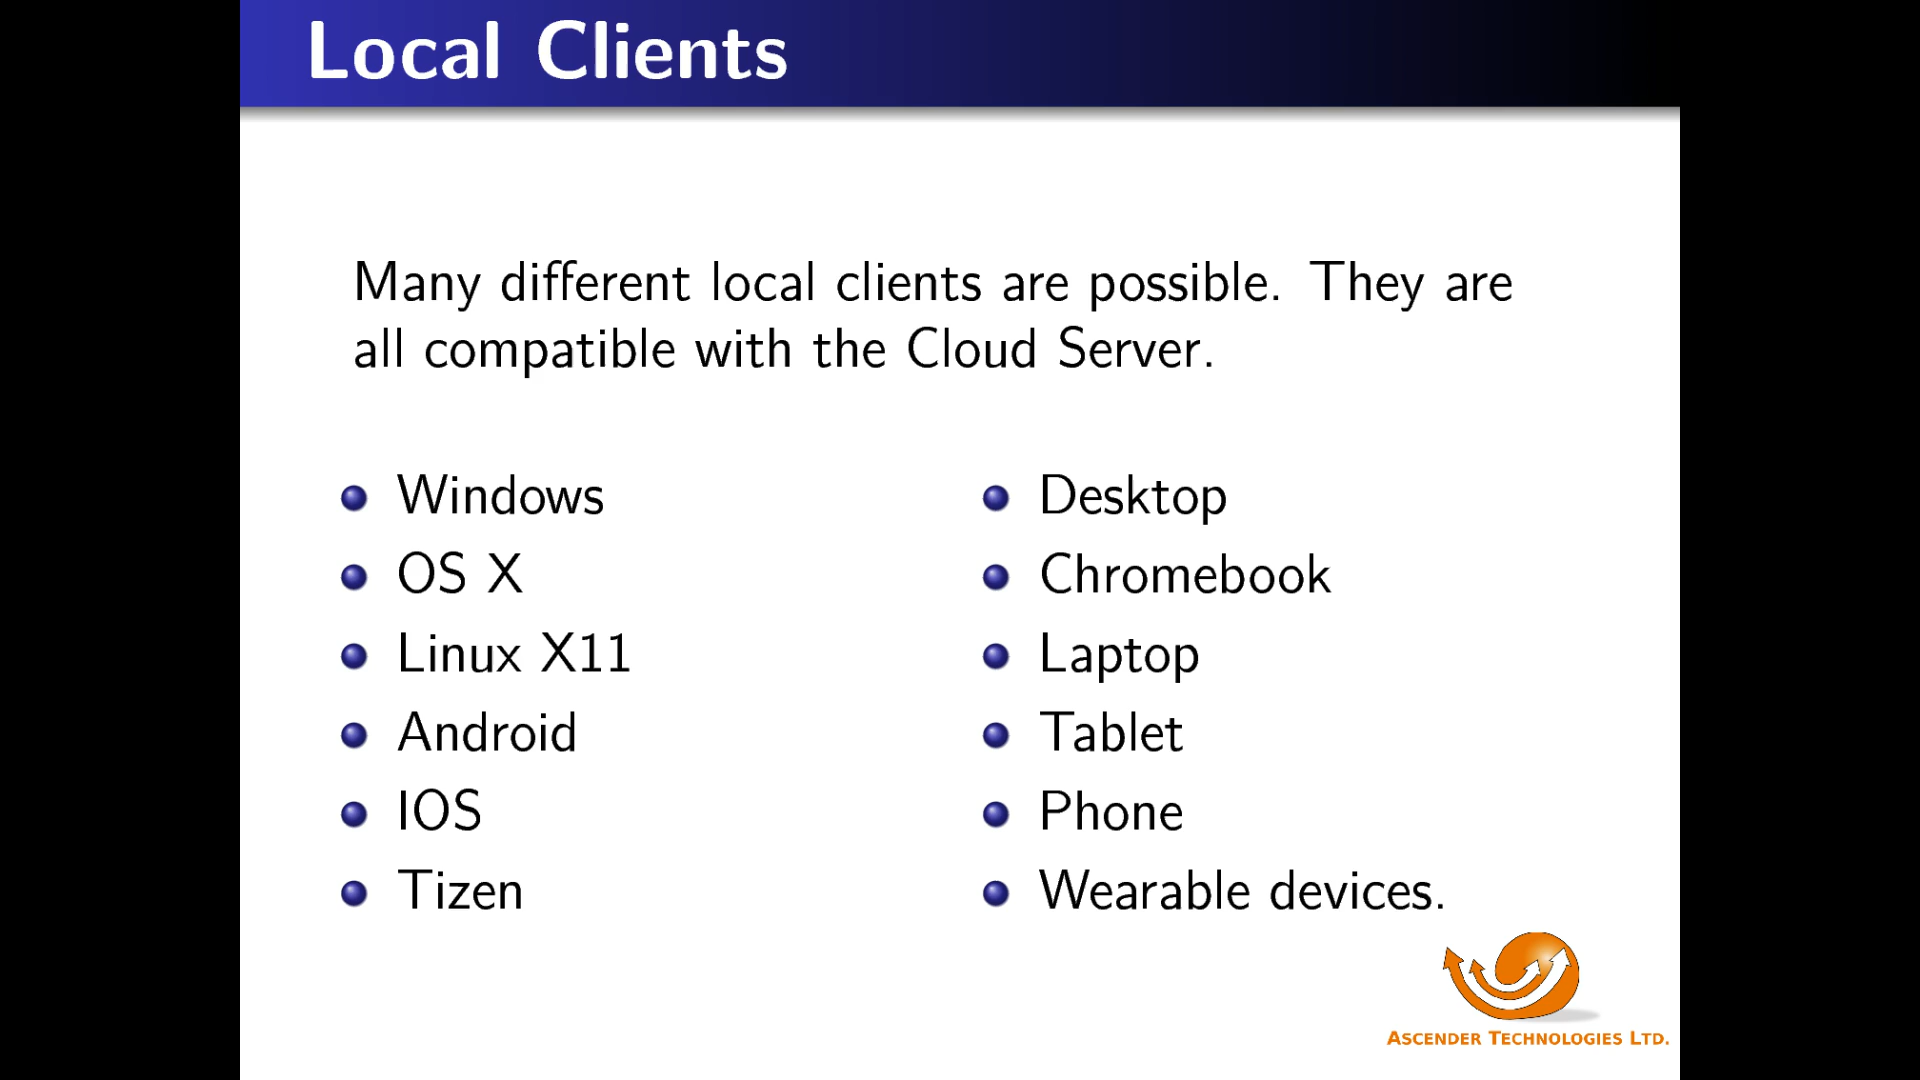 Local Clients
Many different local clients are possible. They are
all compatible with the Cloud Server.
Windows
OS X
Linux X11
Android
IOS
Tizen
Desktop
Chromebook
Laptop
Tablet
Phone
Wearable devices.
ASCENDER TECHNOLOGIES LTD.